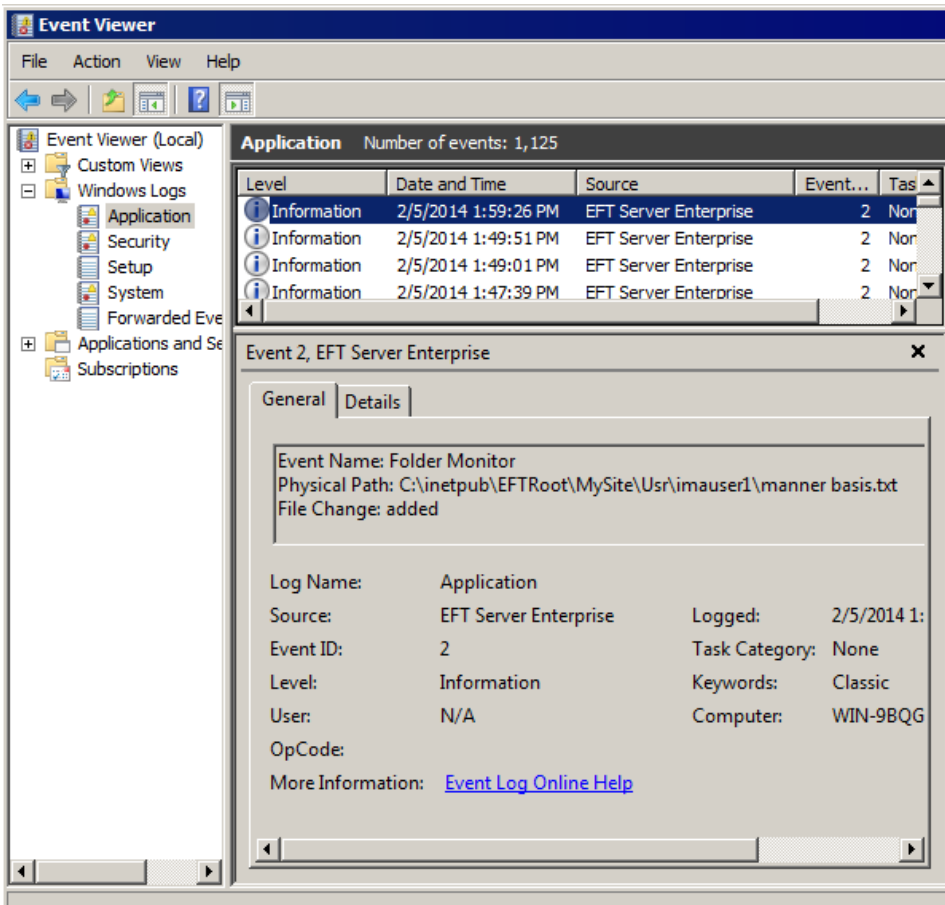 Event Viewer
File Action View Help
Event Viewer (Local)
Custom Views
Windows Logs
Application
Security
Setup
System
Forwarded Eve
Applications and Se
Subscriptions
Application Number of events: 1,125
Level Date and Time Source Event... Tas
Information 2/5/2014 1:59:26 PM EFT Server Enterprise 2 Non
Information 2/5/2014 1:49:51 PM EFT Server Enterprise 2 Non
Information 2/5/2014 1:49:01 PM EFT Server Enterprise 2 Non
Information 2/5/2014 1:47:39 PM EFT Server Enterprise 2 Non
Event 2, EFT Server Enterprise
General Details
Event Name: Folder Monitor
Physical Path: C:\inetpub\EFTRoot\MySite\Usr\imauser1\manner basis.txt
File Change: added
Log Name: Application
Source: EFT Server Enterprise Logged: 2/5/2014 1:
Event ID: 2 Task Category: None
Level: Information Keywords: Classic
User: N/A Computer: WIN-9BQG
OpCode:
More Information: Event Log Online Help